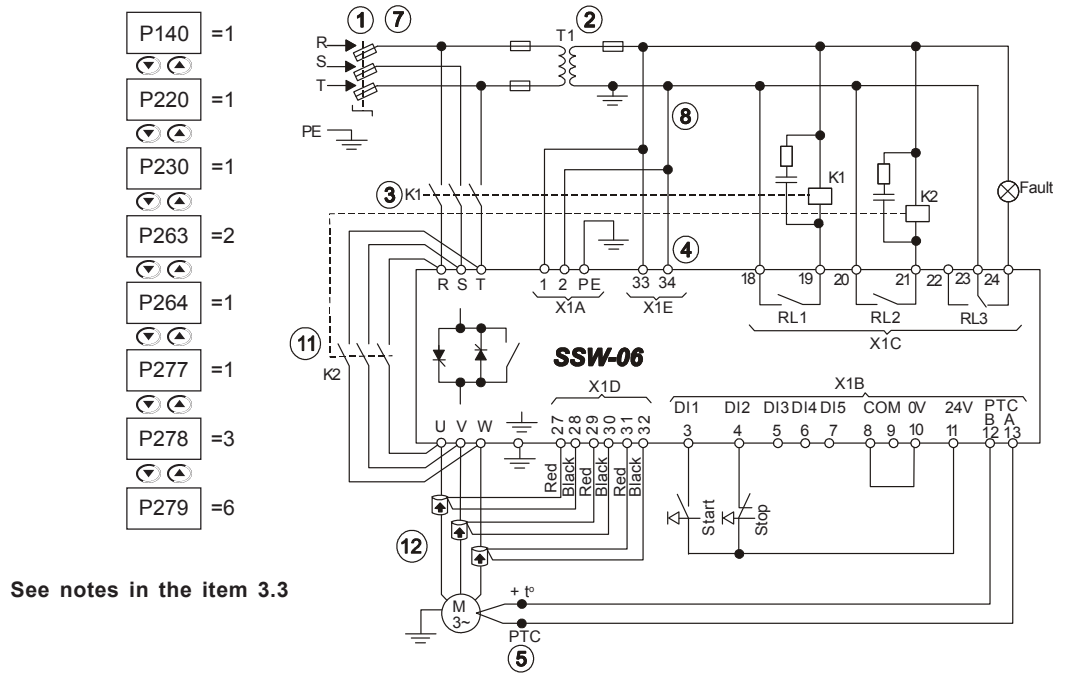 P140 =1
P220 =1
P230 =1
P263 =2
P264 =1
P277 =1
P278 =3
P279 =6
See notes in the item 3.3
1 7 2
T1
R
S
T
PE
8
3 K1
K1
K2
Fault
4
R S T 1 2 PE 33 34 18 19 20 21 22 23 24
X1A X1E RL1 RL2 RL3
X1C
11
K2
SSW-06
X1D X1B
U V W 27 28 29 30 31 32 DI1 DI2 DI3 DI4 DI5 COM 0V 24V PTC
B A
3 4 5 6 7 8 9 10 11 12 13
Red Black Red Black Red Black
Start Stop
12
M
3~
+ tº
PTC
5